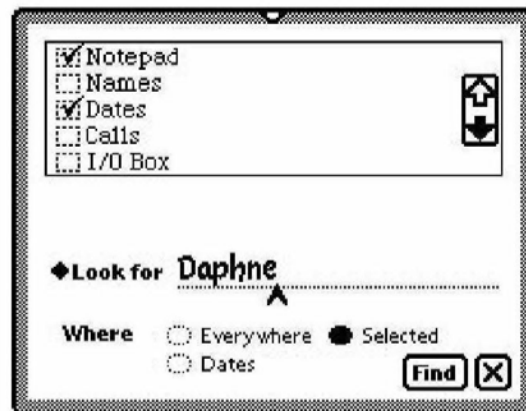 Notepad
Names
Dates
Calls
I/O Box
Look for Daphne
Where Everywhere Selected
Dates
Find